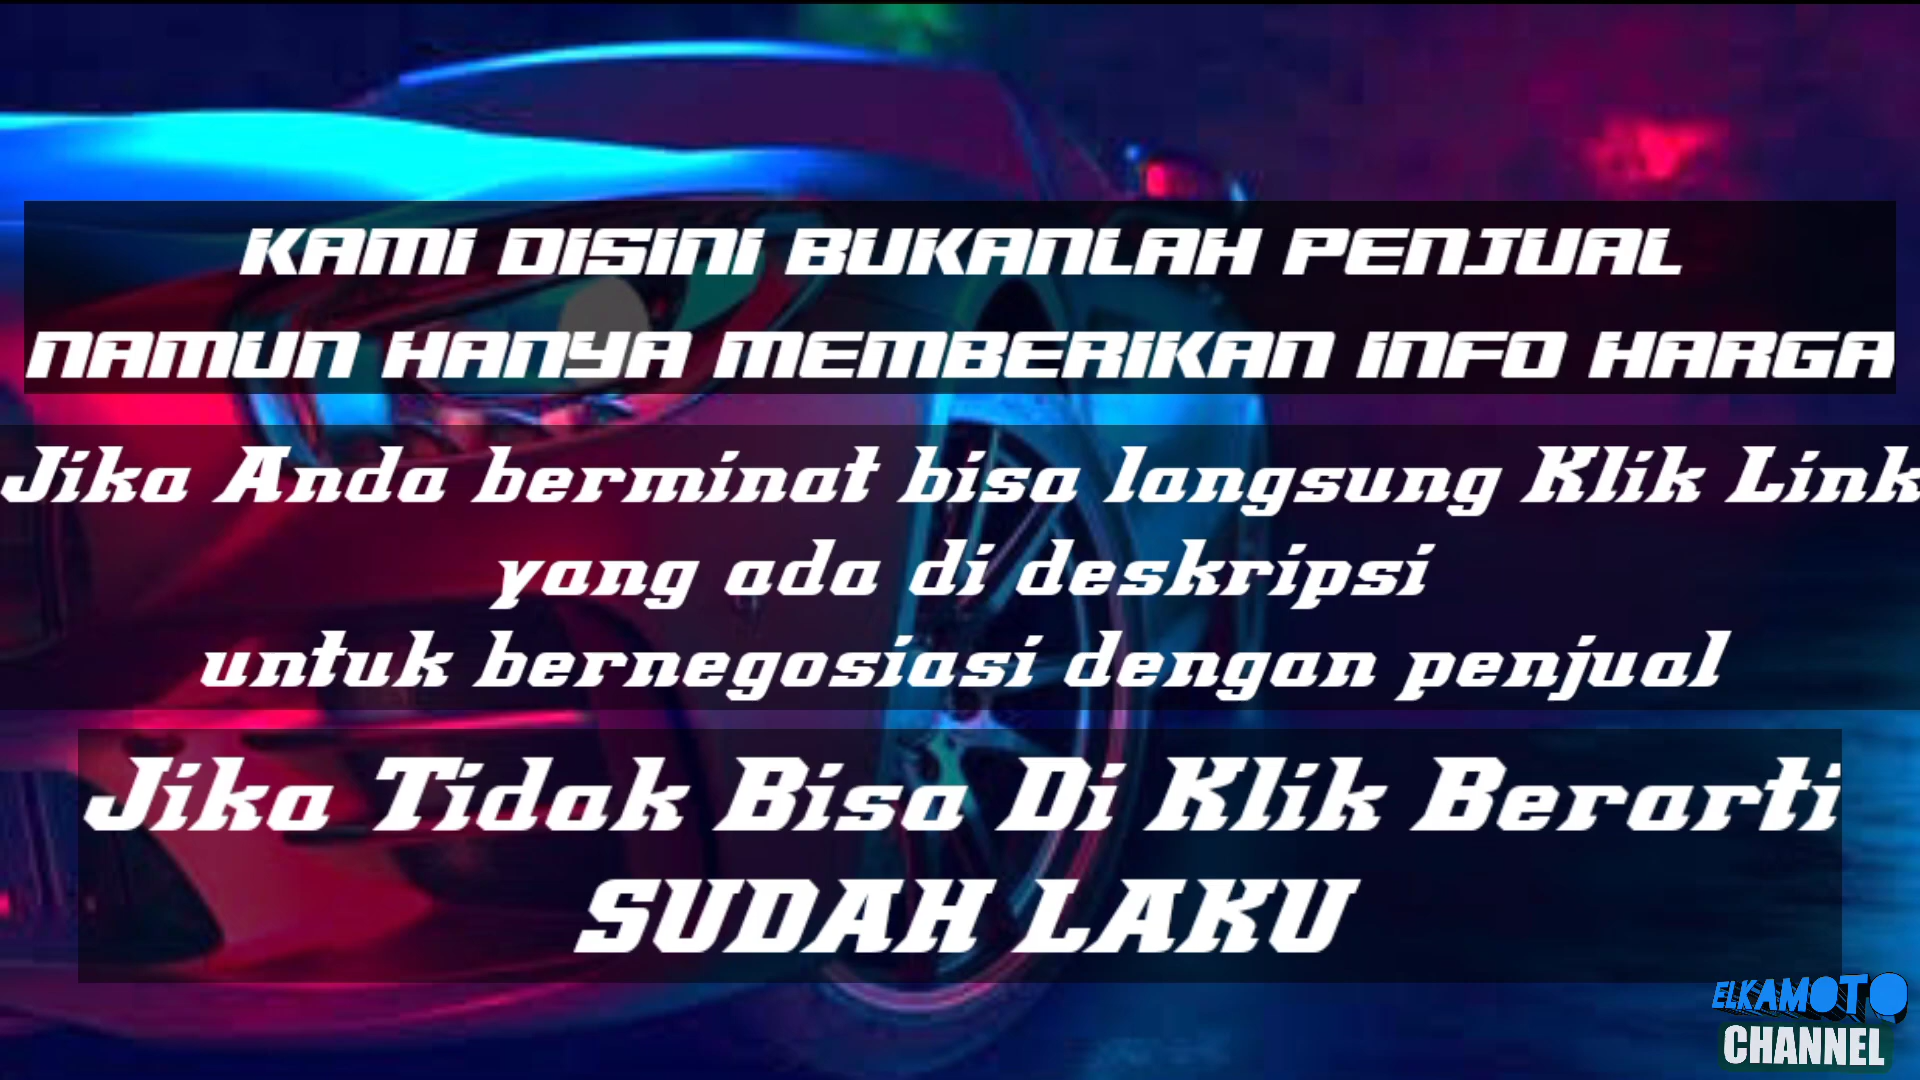 KAMI DISINI BUKANLAH PENJUAL
NAMUN HANYA MEMBERIKAN INFO HARGA
Jika Anda berminat bisa langsung Klik Link
yang ada di deskripsi
untuk bernegosiasi dengan penjual
Jika Tidak Bisa Di Klik Berarti
SUDAH LAKU
ELKAMOTO
CHANNEL